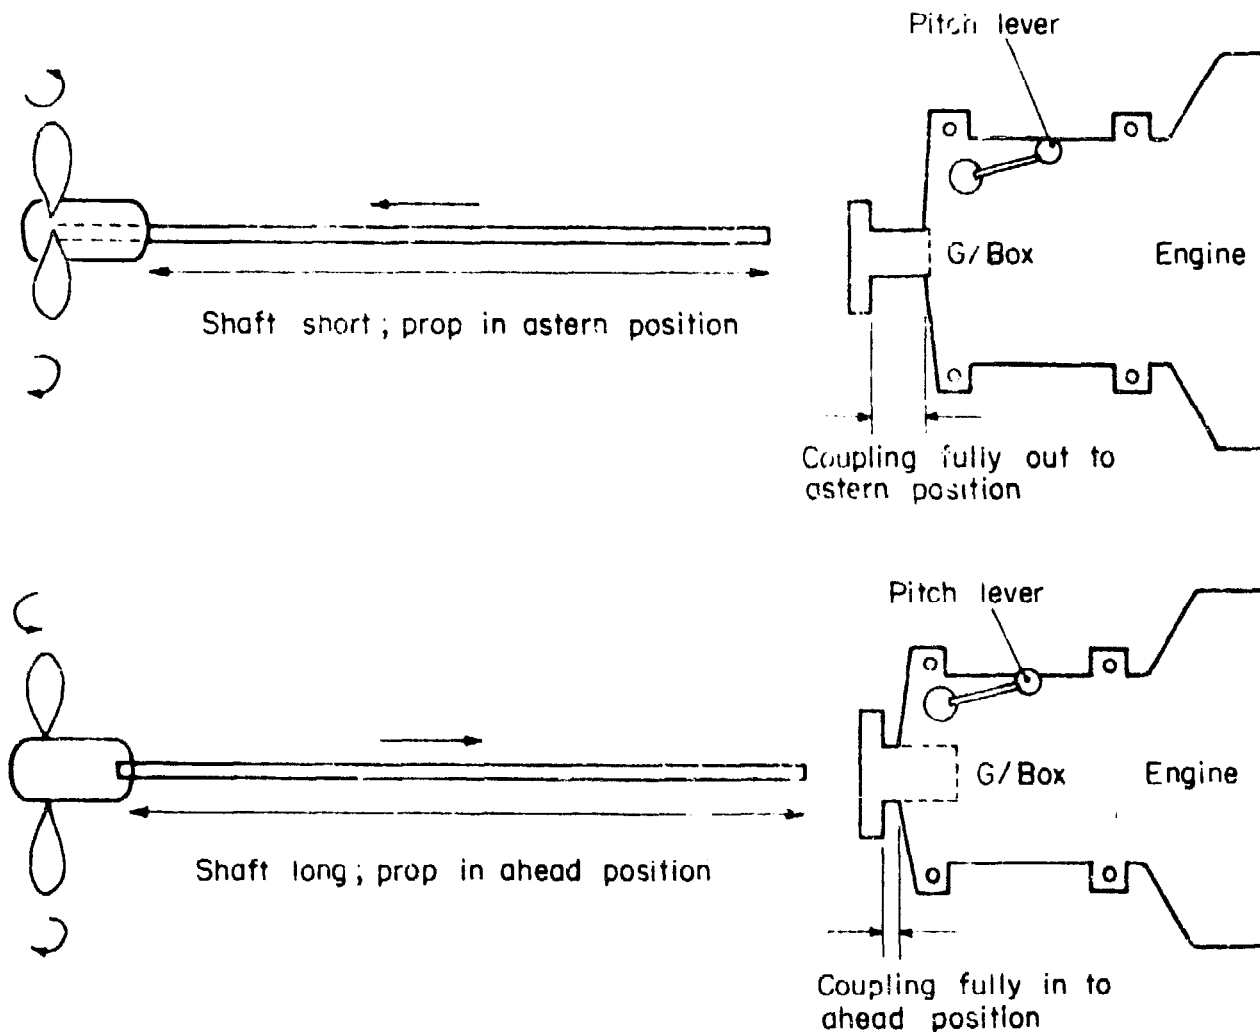 Pitch lever
G/Box
Engine
Shaft short; prop in astern position
Coupling fully out to
astern position
Pitch lever
G/Box
Engine
Shaft long; prop in ahead position
Coupling fully in to
ahead position